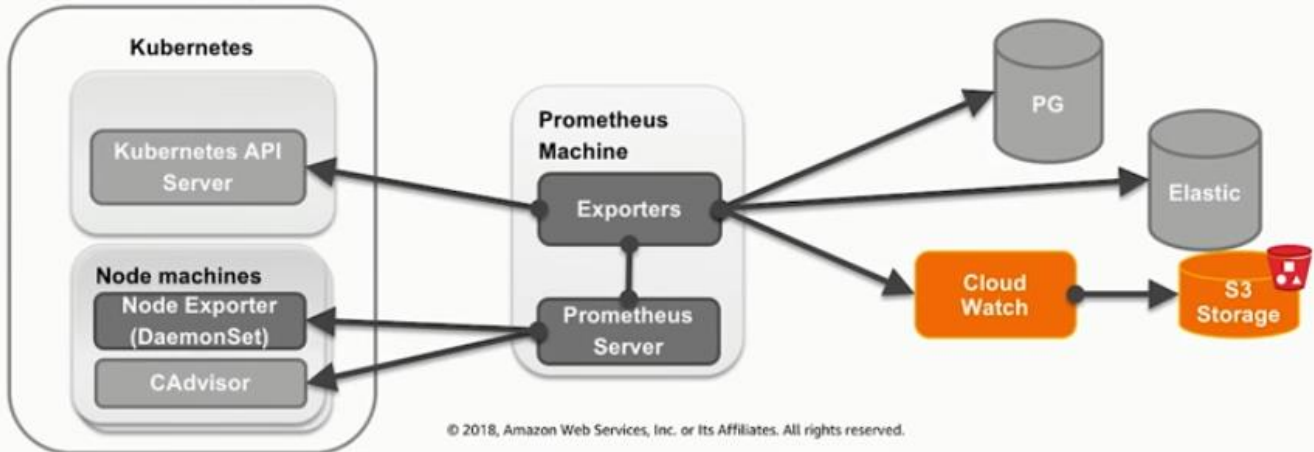 Kubernetes
Kubernetes API
Server
Node machines
Node Exporter
(DaemonSet)
CAdvisor
Prometheus
Machine
Exporters
Prometheus
Server
PG
Elastic
Cloud
Watch
S3
Storage
© 2018, Amazon Web Services, Inc. or Its Affiliates. All rights reserved.